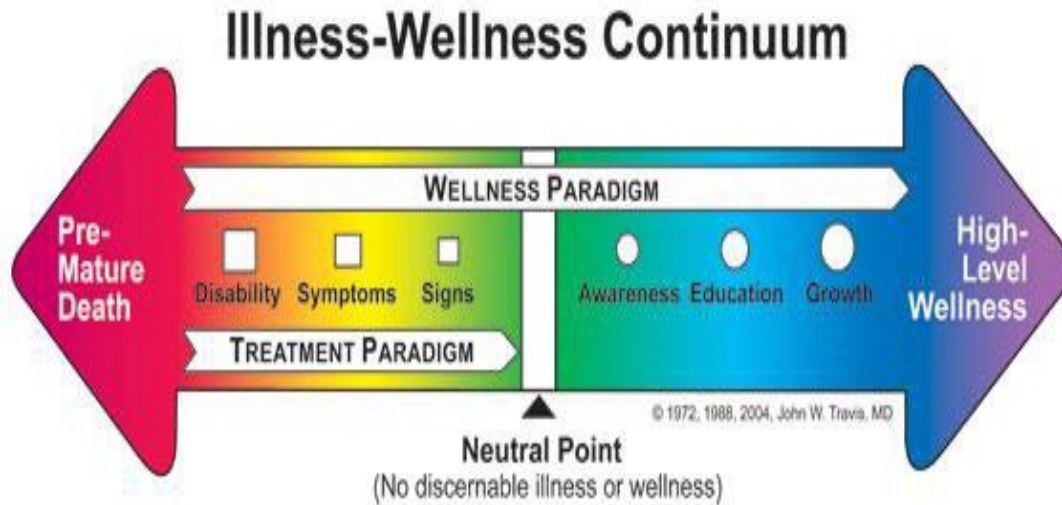 Illness-Wellness Continuum
WELLNESS PARADIGM
Pre-
Mature
Death
Disability Symptoms Signs
Awareness Education Growth
High-
Level
Wellness
TREATMENT PARADIGM
© 1972, 1988, 2004, John W. Travis, MD
Neutral Point
(No discernable illness or wellness)